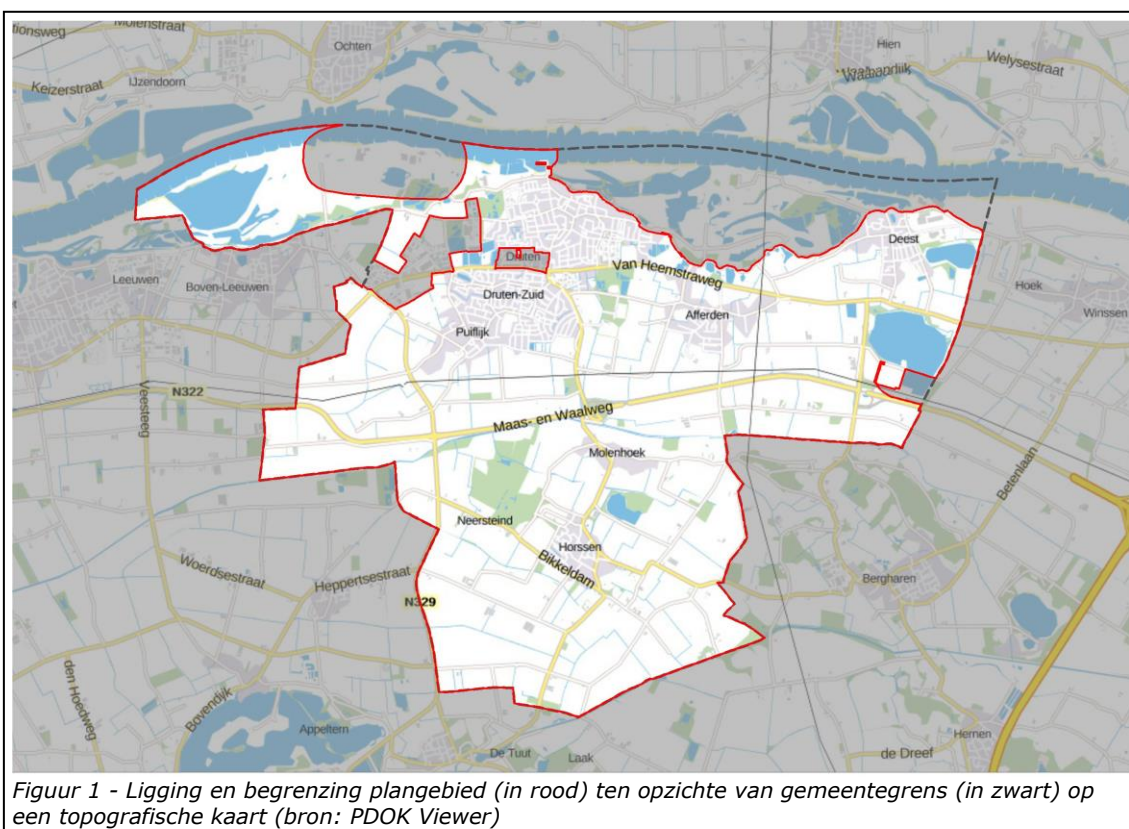 tionsweg
Molenstraat
Ochten
Hien
Welysestraat
Waalbandijk
Keizerstraat
IJzendoorn
Deest
Druten
Van Heemstraweg
Leeuwen
Boven-Leeuwen
Hoek
Druten-Zuid
Winssen
Afferden
Puiflijk
Veesteeg
N322
Maas- en Waalweg
Molenhoek
Betenlaan
Neersteind
Horssen
Woerdsestraat
Heppertsestraat
Bikkeldam
Bergharen
N329
den Hoedweg
Bovendijk
Appeltern
De Tuut
Laak
de Dreef
Hernen
Figuur 1 - Ligging en begrenzing plangebied (in rood) ten opzichte van gemeentegrens (in zwart) op
een topografische kaart (bron: PDOK Viewer)